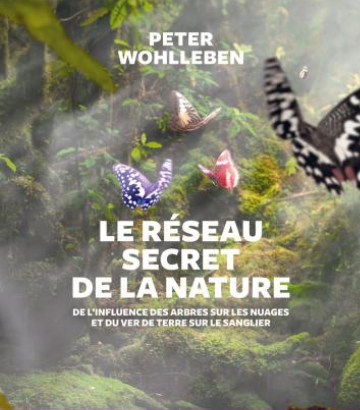 PETER
WOHLLEBEN
LE RÉSEAU
SECRET
DE LA NATURE
DE L'INFLUENCE DES ARBRES SUR LES NUAGES
ET DU VER DE TERRE SUR LE SANGLIER